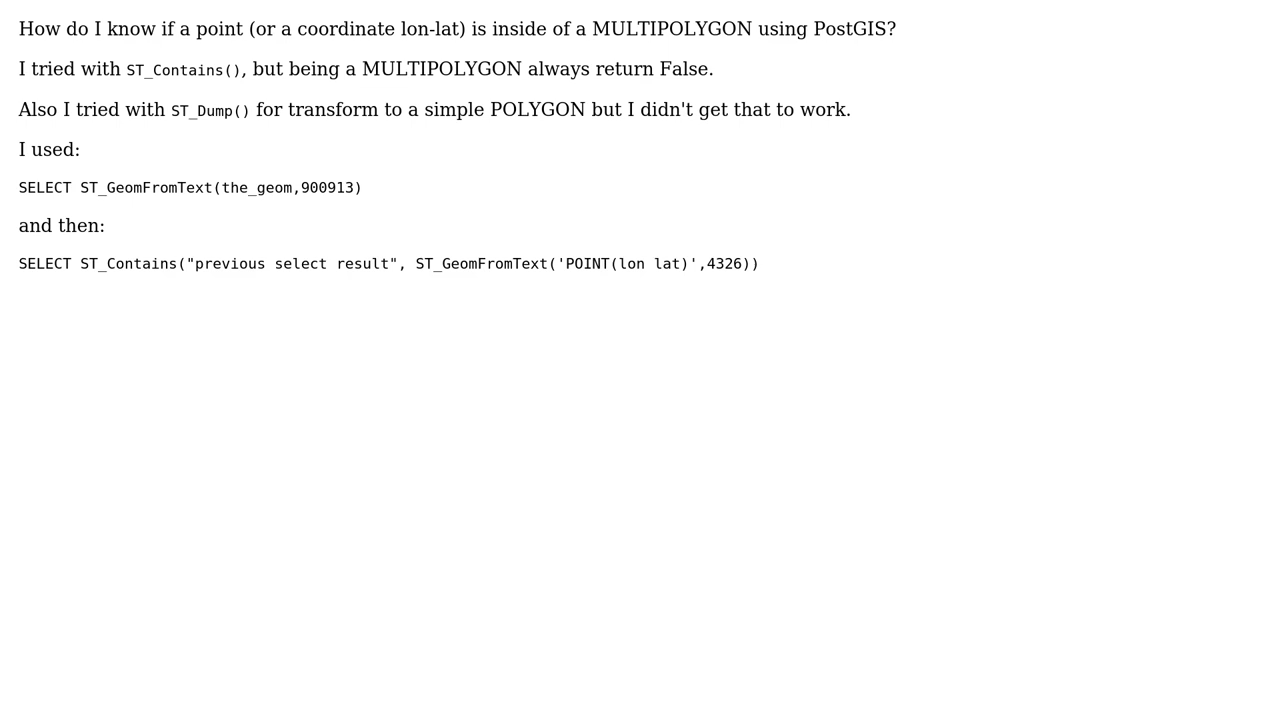 How do I know if a point (or a coordinate lon-lat) is inside of a MULTIPOLYGON using PostGIS?
I tried with ST_Contains(), but being a MULTIPOLYGON always return False.
Also I tried with ST_Dump() for transform to a simple POLYGON but I didn't get that to work.
I used:
SELECT ST_GeomFromText(the_geom,900913)
and then:
SELECT ST_Contains("previous select result", ST_GeomFromText('POINT(lon lat)',4326))